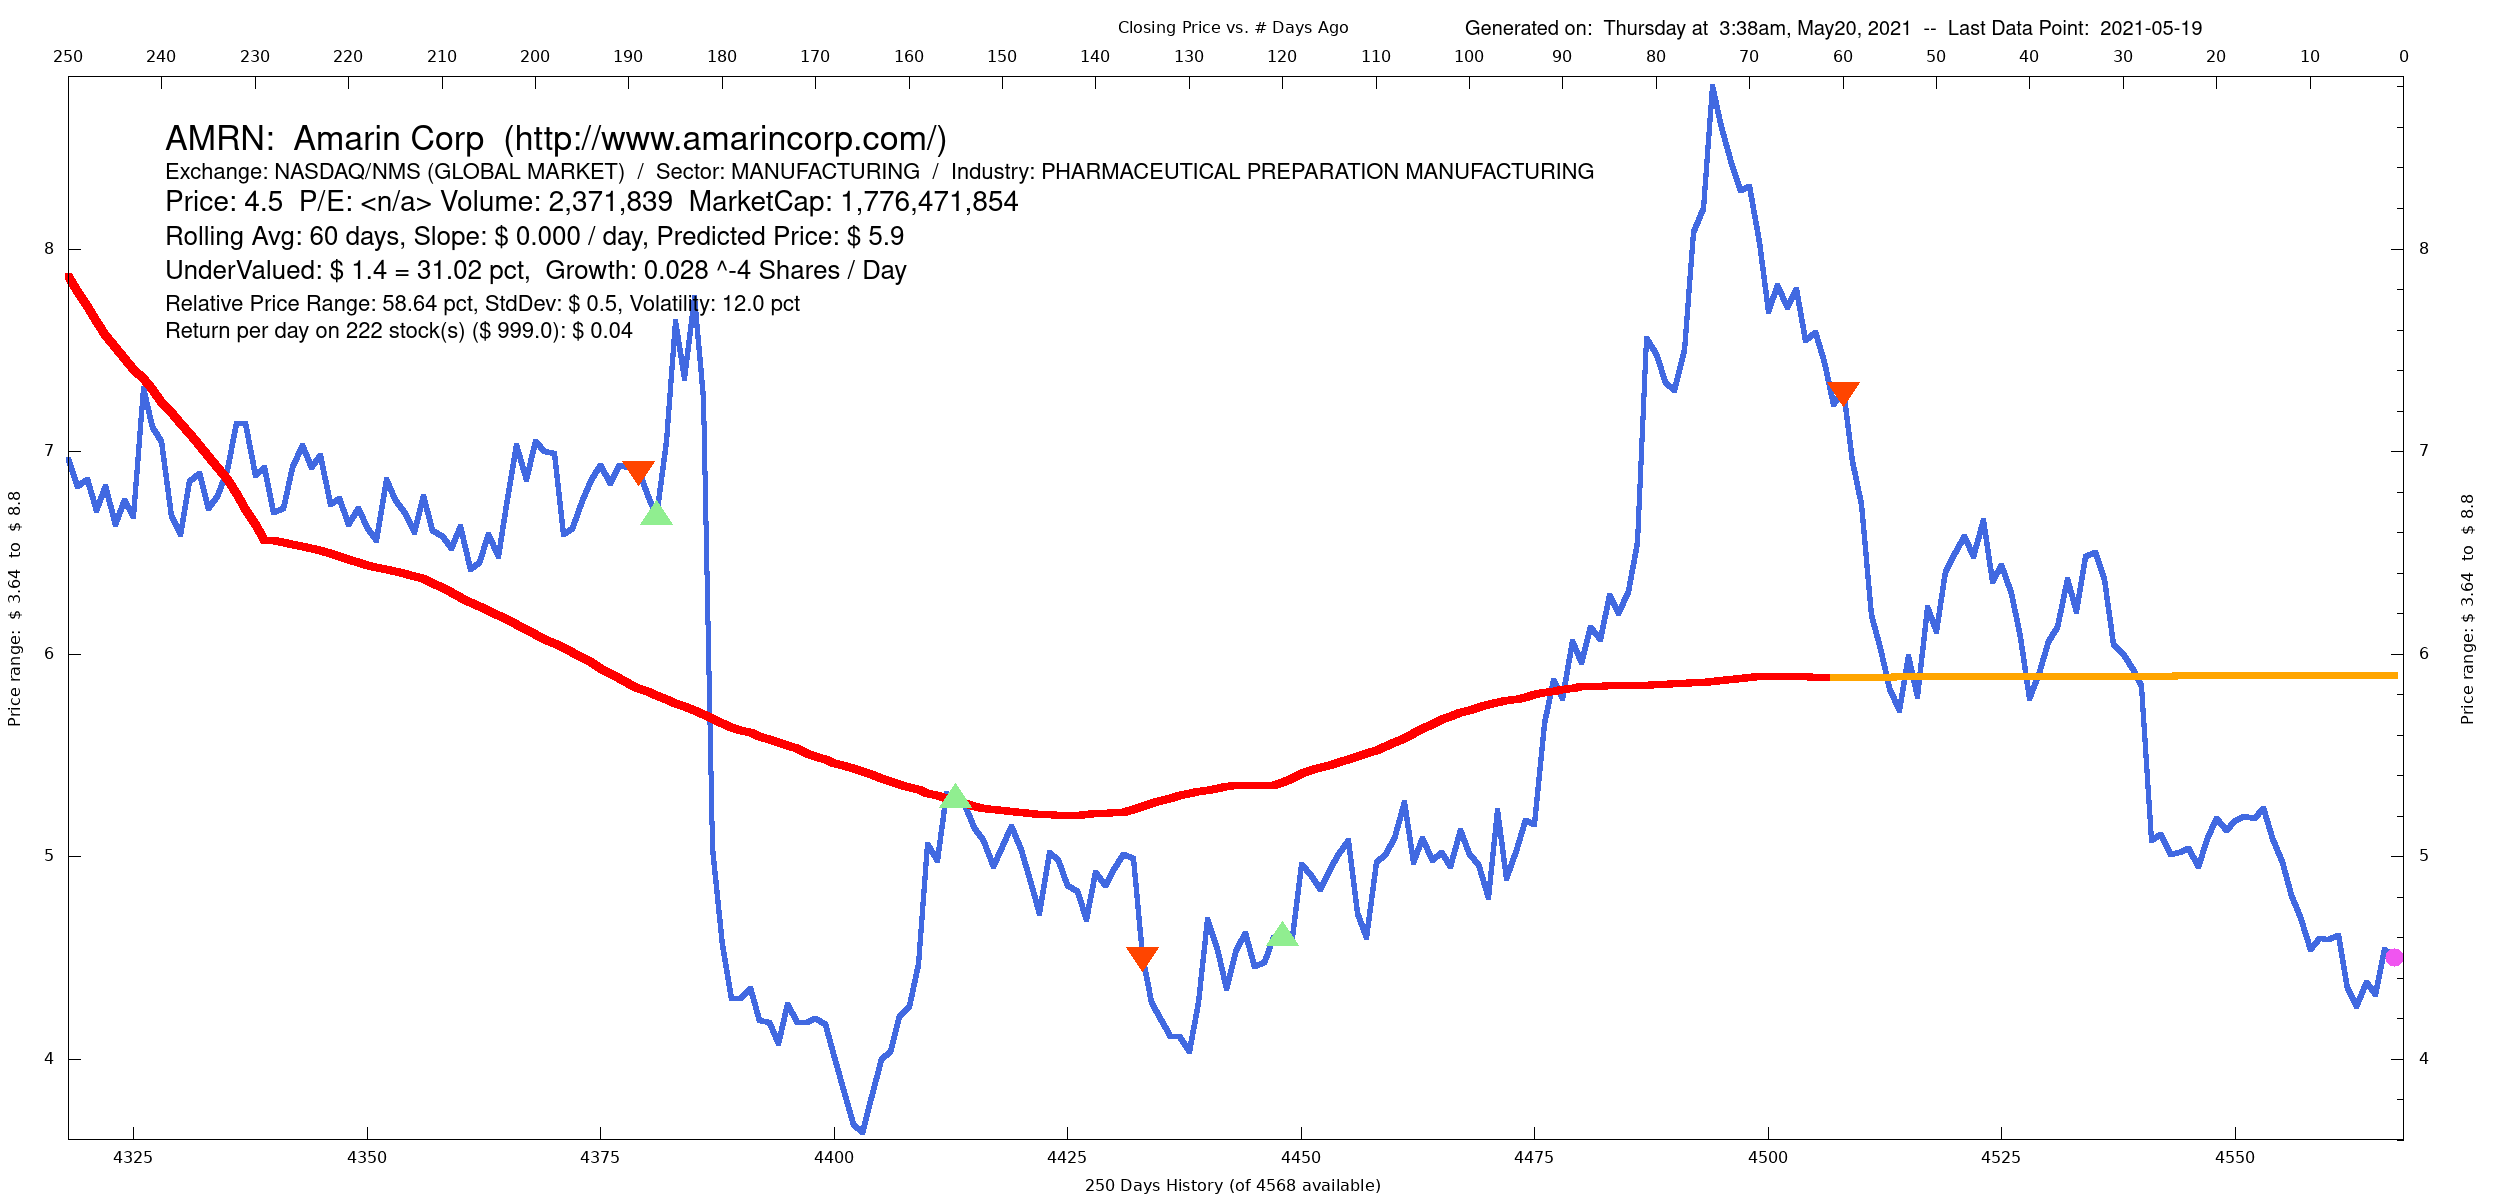 Closing Price vs. # Days Ago
Generated on:  Thursday at  3:38am, May20, 2021  --  Last Data Point:  2021-05-19
250 240 230 220 210 200 190 180 170 160 150 140 130 120 110 100 90 80 70 60 50 40 30 20 10 0
AMRN:  Amarin Corp  (http://www.amarincorp.com/)
Exchange: NASDAQ/NMS (GLOBAL MARKET)  /  Sector: MANUFACTURING  /  Industry: PHARMACEUTICAL PREPARATION MANUFACTURING
Price: 4.5  P/E: <n/a> Volume: 2,371,839  MarketCap: 1,776,471,854
Rolling Avg: 60 days, Slope: $ 0.000 / day, Predicted Price: $ 5.9
UnderValued: $ 1.4 = 31.02 pct,  Growth: 0.028 ^-4 Shares / Day
Relative Price Range: 58.64 pct, StdDev: $ 0.5, Volatility: 12.0 pct
Return per day on 222 stock(s) ($ 999.0): $ 0.04
8 8
7 7
6 6
5 5
4 4
Price range:  $ 3.64  to  $ 8.8
Price range: $ 3.64  to  $ 8.8
4325 4350 4375 4400 4425 4450 4475 4500 4525 4550
250 Days History (of 4568 available)